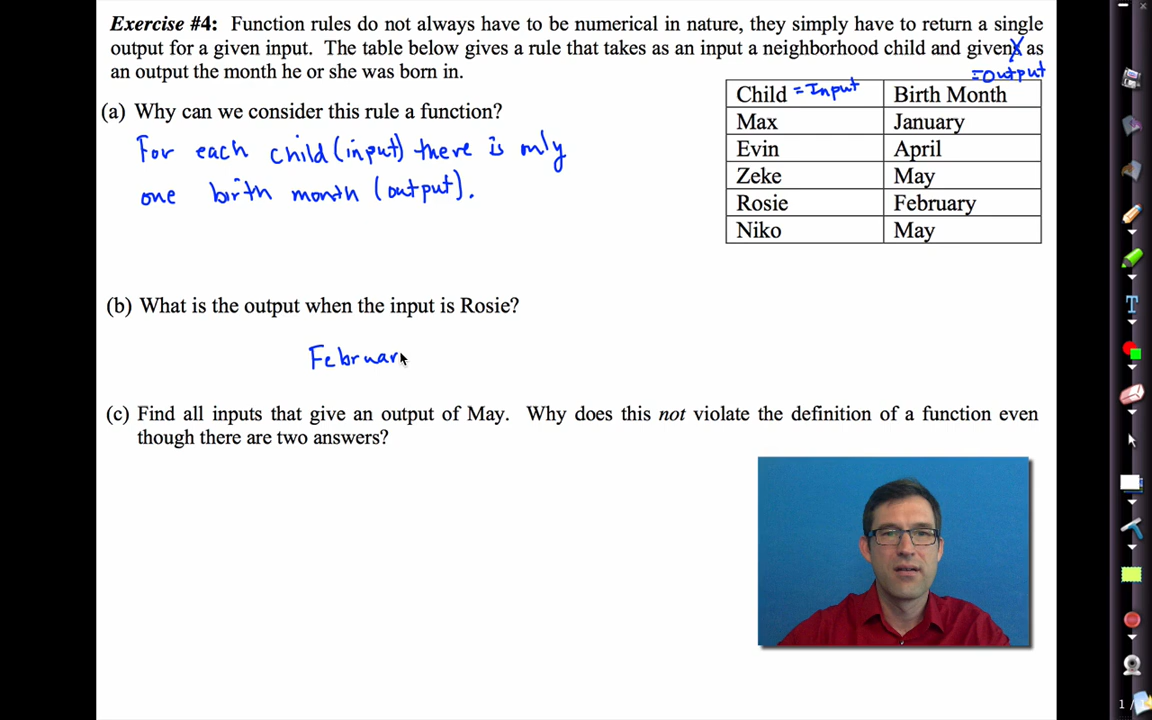 Exercise #4: Function rules do not always have to be numerical in nature, they simply have to return a single
output for a given input. The table below gives a rule that takes as an input a neighborhood child and given as
an output the month he or she was born in.
= Output
Child = Input Birth Month
Max January
Evin April
Zeke May
Rosie February
Niko May
(a) Why can we consider this rule a function?
For each child (input) there is only
one birth month (output).
(b) What is the output when the input is Rosie?
Februar
(c) Find all inputs that give an output of May. Why does this not violate the definition of a function even
though there are two answers?
T
1 /